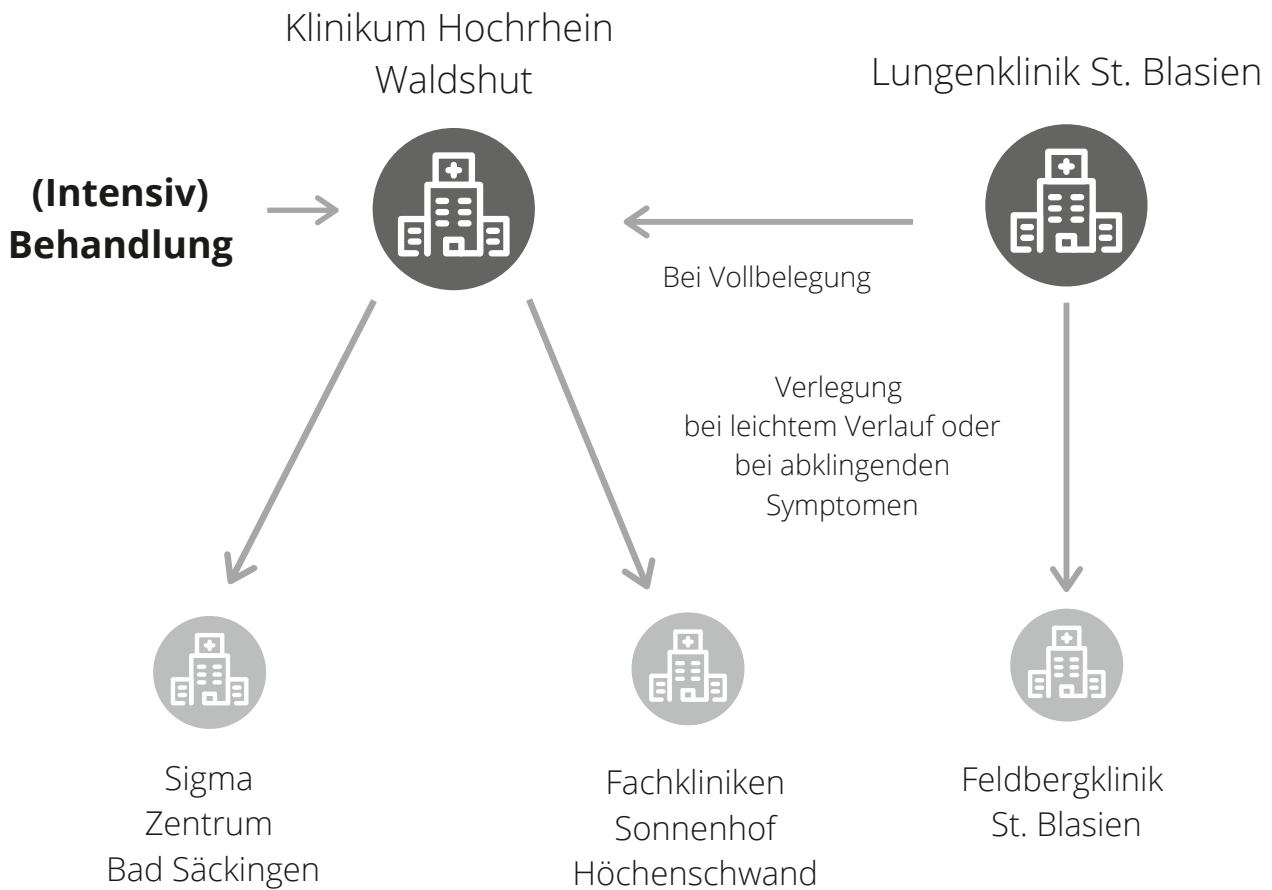 Klinikum Hochrhein
Waldshut
Lungenklinik St. Blasien
(Intensiv)
Behandlung
Bei Vollbelegung
Verlegung
bei leichtem Verlauf oder
bei abklingenden
Symptomen
Sigma
Zentrum
Bad Säckingen
Fachkliniken
Sonnenhof
Höchenschwand
Feldbergklinik
St. Blasien